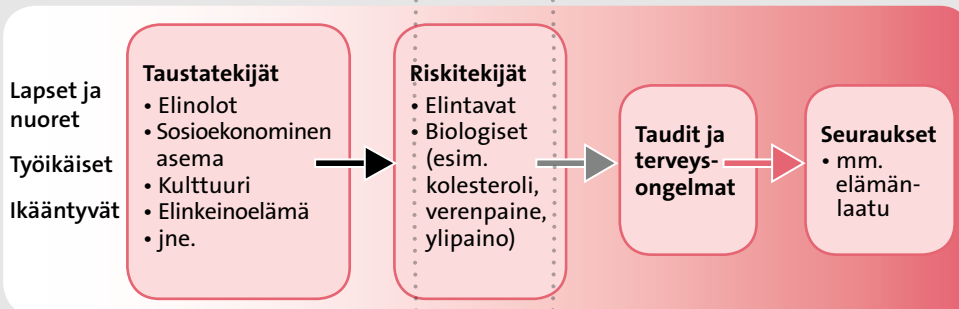 Lapset ja
nuoret
Työikäiset
Ikääntyvät
Taustatekijät
• Elinolot
• Sosioekonominen
asema
• Kulttuuri
• Elinkeinoelämä
• jne.
Riskitekijät
• Elintavat
• Biologiset
(esim.
kolesteroli,
verenpaine,
ylipaino)
Taudit ja
terveys-
ongelmat
Seuraukset
• mm.
elämän-
laatu